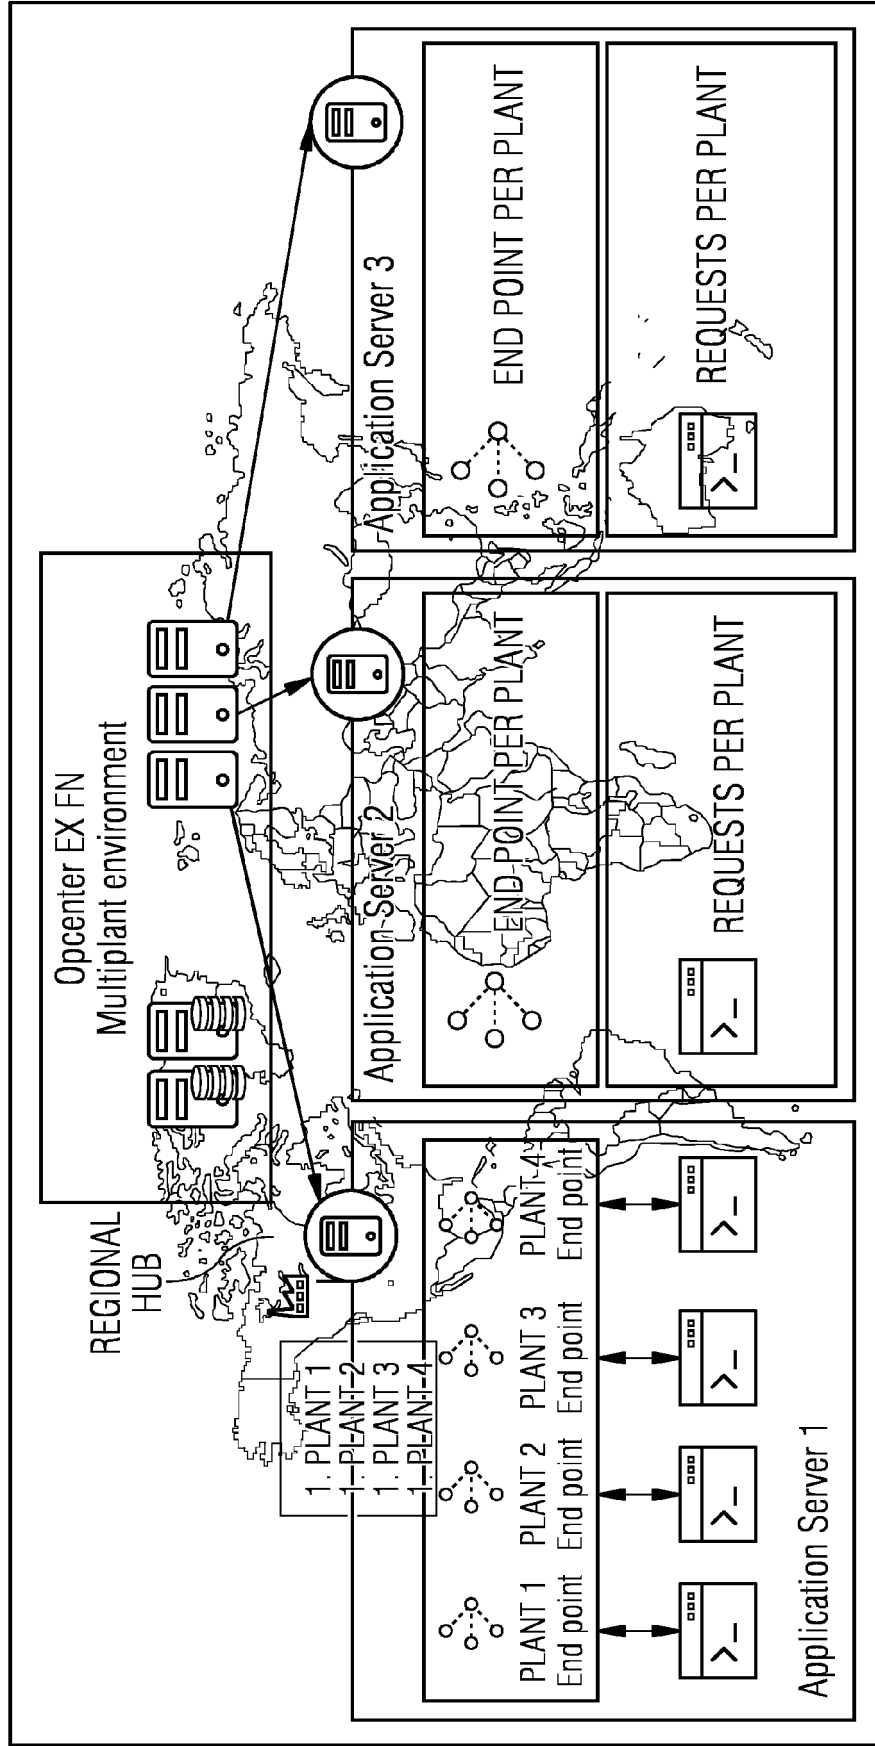 Opcenter EX FN
Multiplant environment
REGIONAL
HUB
1. PLANT 1
1. PLANT 2
1. PLANT 3
1. PLANT 4
PLANT 1
End point
PLANT 2
End point
PLANT 3
End point
PLANT 4
End point
Application Server 1
Application Server 2
END POINT PER PLANT
REQUESTS PER PLANT
Application Server 3
END POINT PER PLANT
REQUESTS PER PLANT